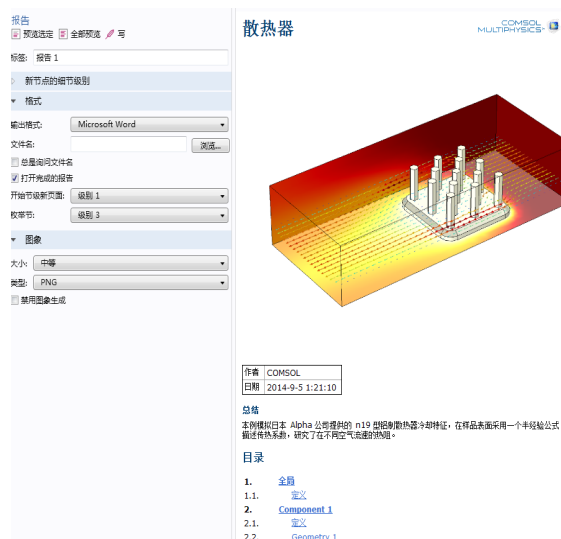 报告
预览选定 全部预览 写
标签: 报告 1
新节点的细节级别
格式
输出格式: Microsoft Word
文件名: 浏览...
总是询问文件名
打开完成的报告
开始节级新页面: 级别 1
枚举节: 级别 3
图象
大小: 中等
类型: PNG
禁用图象生成
散热器
COMSOL
MULTIPHYSICS®
作者 COMSOL
日期 2014-9-5 1:21:10
总结
本例模拟日本 Alpha 公司提供的 n19 型铝制散热器冷却特征，在样品表面采用一个半经验公式
描述传热系数，研究了在不同空气流速的热阻。
目录
1. 全局
1.1. 定义
2. Component 1
2.1. 定义
2.2. Geometry 1